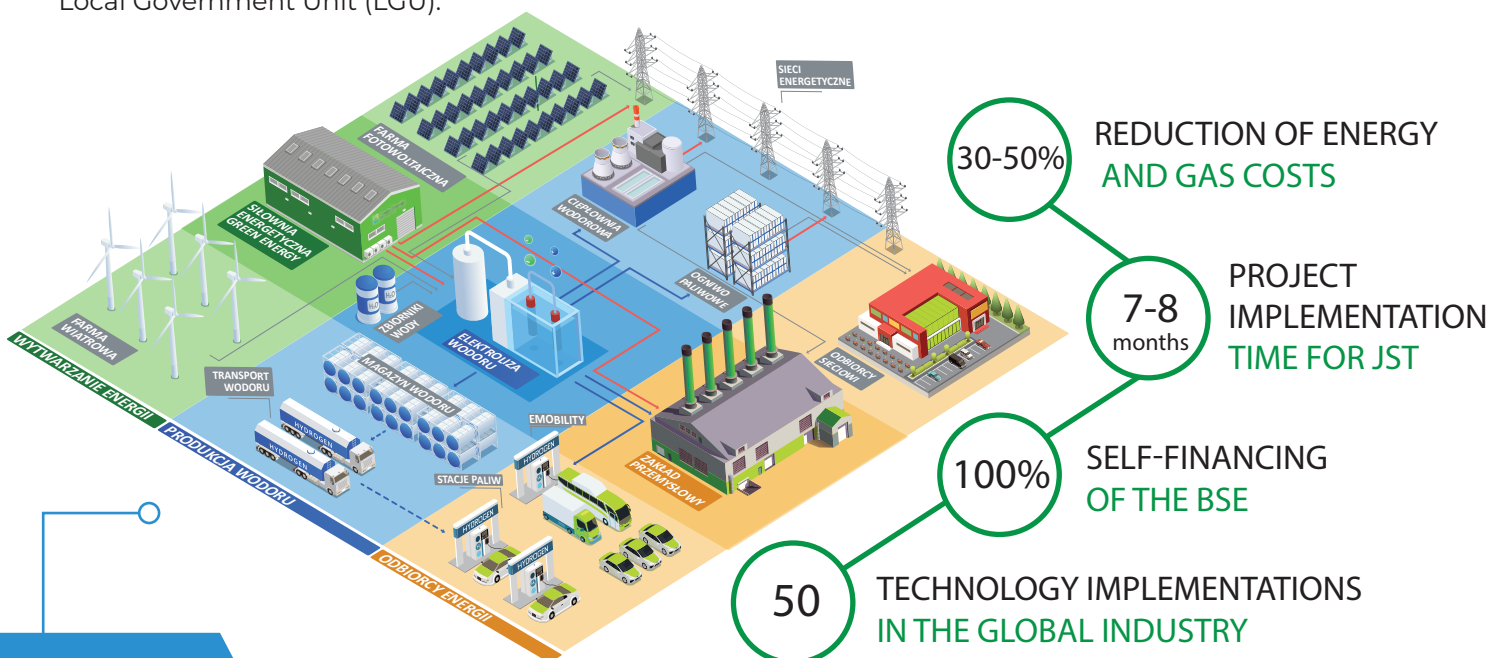 Local Government Unit (LGU).
SIECI
ENERGETYCZNE
FARMA
FOTOWOLTAICZNA
SIŁOWNIA
ENERGETYCZNA
GREEN ENERGY
CIEPŁOWNIA
WODOROWA
OGNIWO
PALIWOWE
FARMA
WIATROWA
H₂O
H₂O
ZBIORNIKI
WODY
ELEKTROLIZA
WODORU
MAGAZYN WODORU
TRANSPORT
WODORU
HYDROGEN
HYDROGEN
EMOBILITY
STACJE PALIW
HYDROGEN
HYDROGEN
HYDROGEN
ZAKŁAD
PRZEMYSŁOWY
ODBIORCY
SIECIOWI
WYTWARZANIE ENERGII
PRODUKCJA WODORU
ODBIORCY ENERGII
30-50%
REDUCTION OF ENERGY
AND GAS COSTS
7-8
months
PROJECT
IMPLEMENTATION
TIME FOR JST
100%
SELF-FINANCING
OF THE BSE
50
TECHNOLOGY IMPLEMENTATIONS
IN THE GLOBAL INDUSTRY